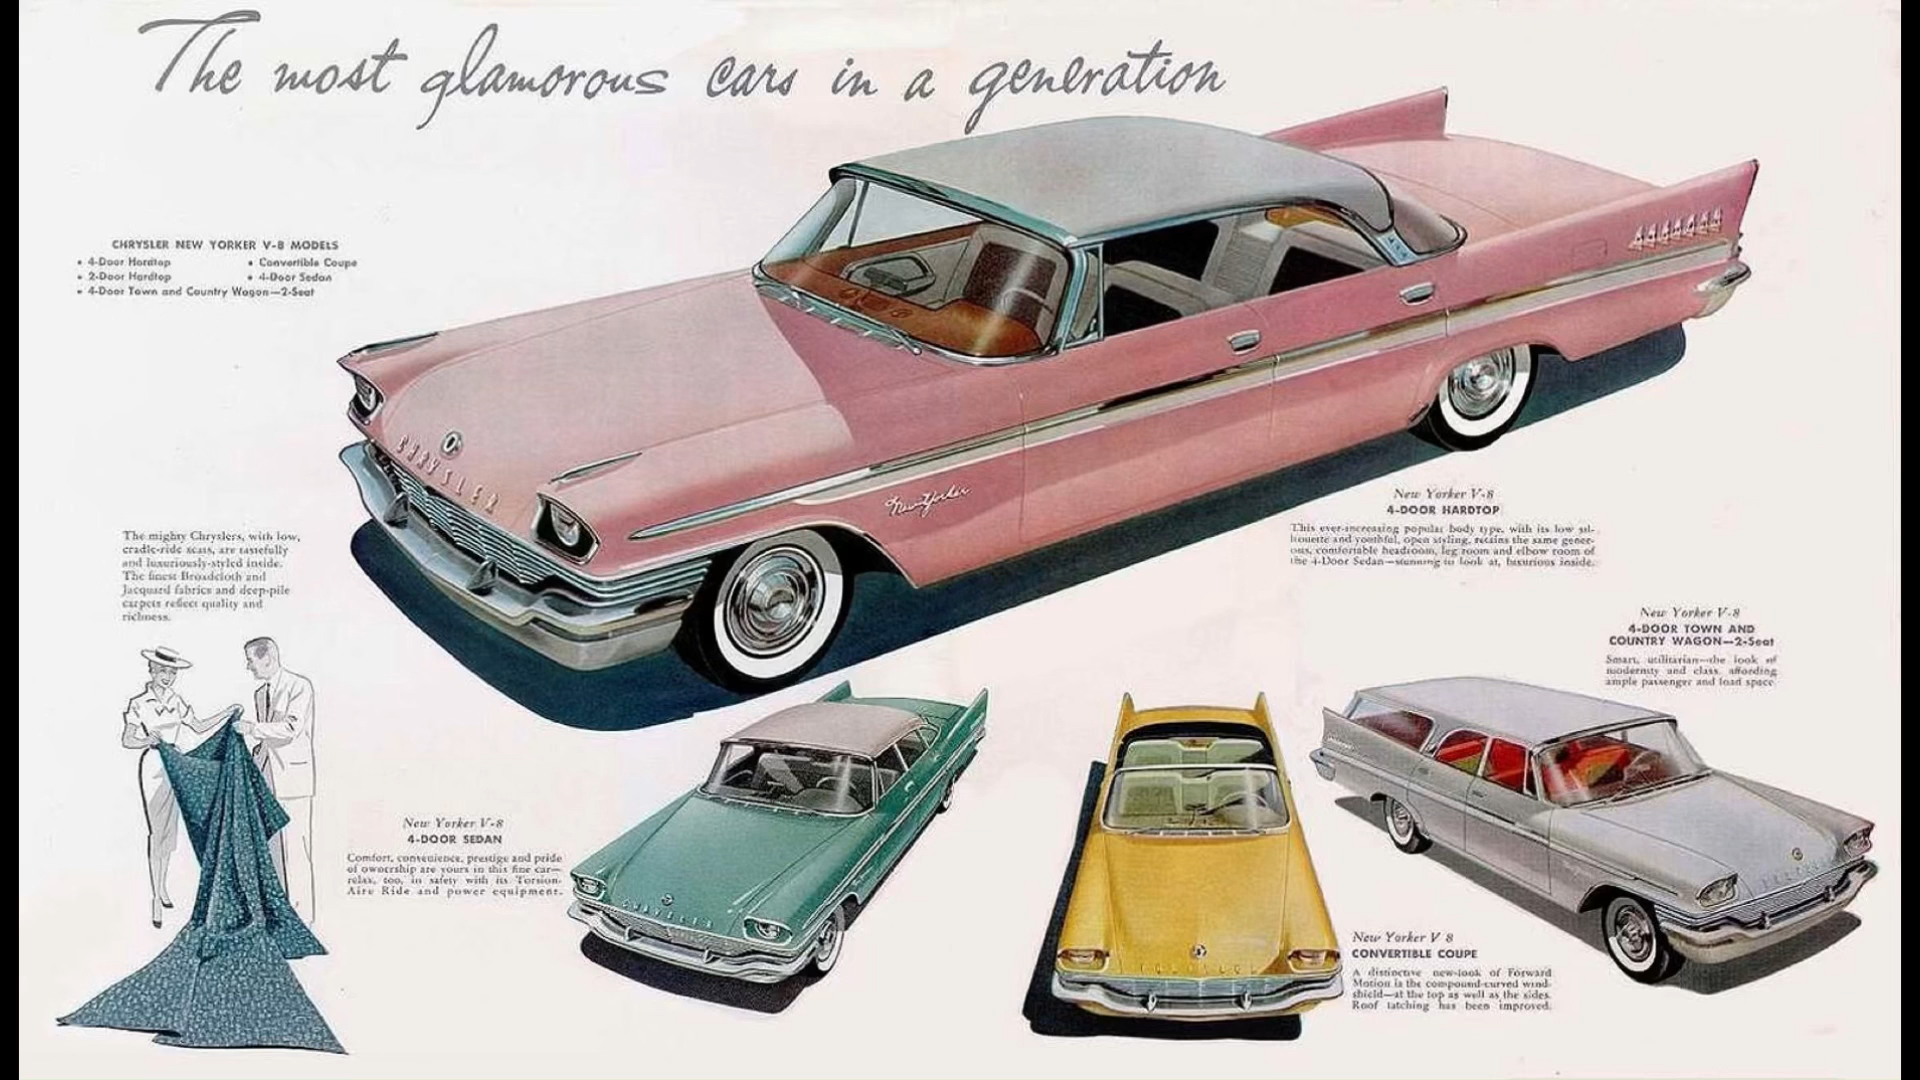 The most glamorous cars in a generation
CHRYSLER NEW YORKER V-8 MODELS
• 4-Door Hardtop • Convertible Coupe
• 2-Door Hardtop • 4-Door Sedan
• 4-Door Town and Country Wagon—2-Seat
CHRYSLER
New Yorker
New Yorker V-8
4-DOOR HARDTOP
This ever-increasing popular body type, with its low sil-
houette and youthful, open styling, retains the same gener-
ous, comfortable headroom, leg room and elbow room of
the 4-Door Sedan—stunning to look at, luxurious inside.
The mighty Chryslers, with low,
cradle-ride seats, are tastefully
and luxuriously-styled inside.
The finest Broadcloth and
Jacquard fabrics and deep-pile
carpets reflect quality and
richness.
New Yorker V-8
4-DOOR TOWN AND
COUNTRY WAGON—2-Seat
Smart, utilitarian—the look of
modernity and class, affording
ample passenger and load space.
New Yorker V-8
4-DOOR SEDAN
Comfort, convenience, prestige and pride
of ownership are yours in this fine car—
relax, too, in safety with its Torsion-
Aire Ride and power equipment.
CHRYSLER
New Yorker V 8
CONVERTIBLE COUPE
A distinctive new-look of Forward
Motion is the compound-curved wind-
shield—at the top as well as the sides.
Roof latching has been improved.